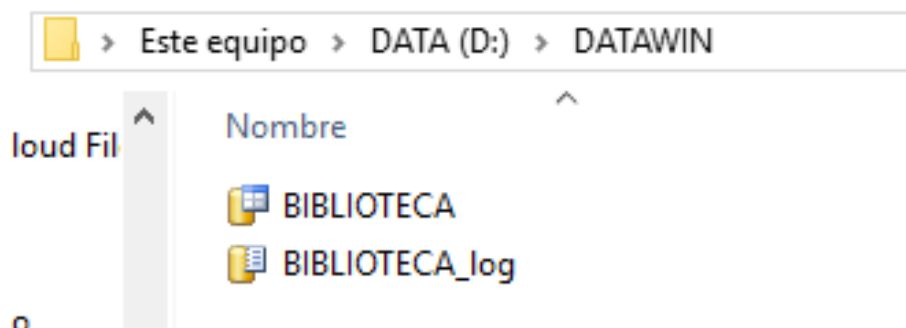 Este equipo > DATA (D:) > DATAWIN
Nombre
loud Fil
BIBLIOTECA
BIBLIOTECA_log